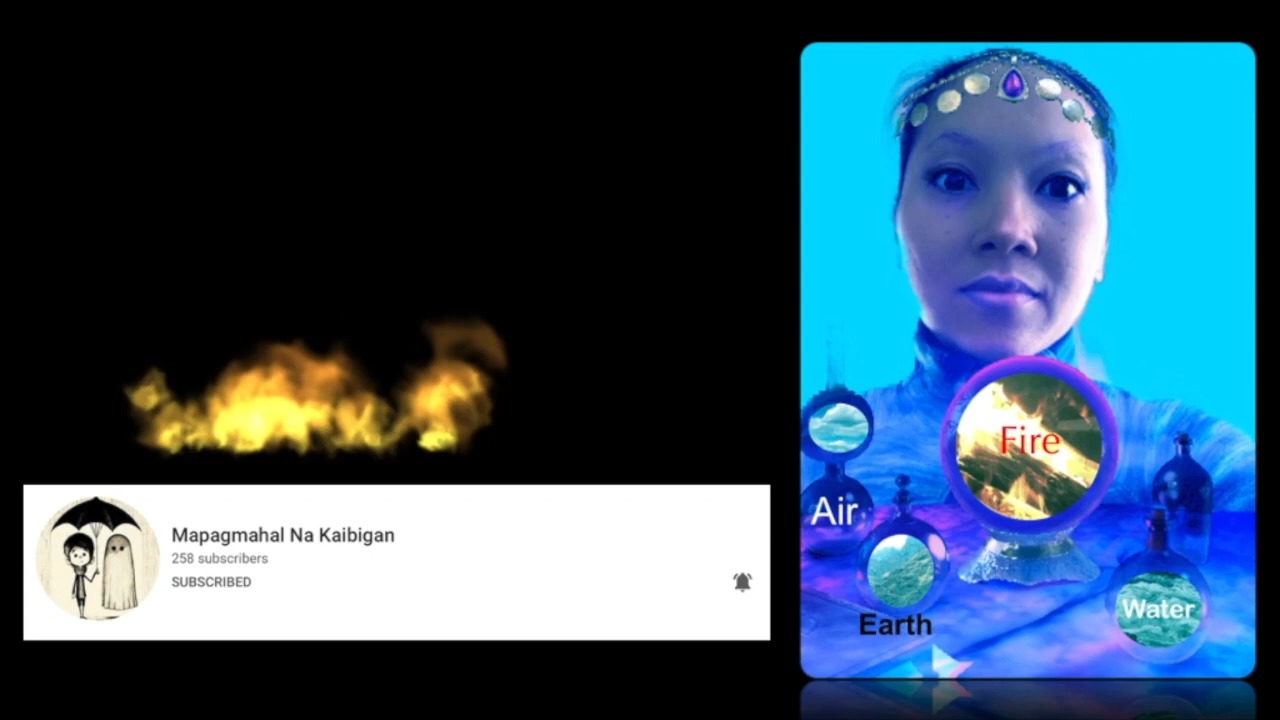 Mapagmahal Na Kaibigan
258 subscribers
SUBSCRIBED
Fire
Air
Earth
Water